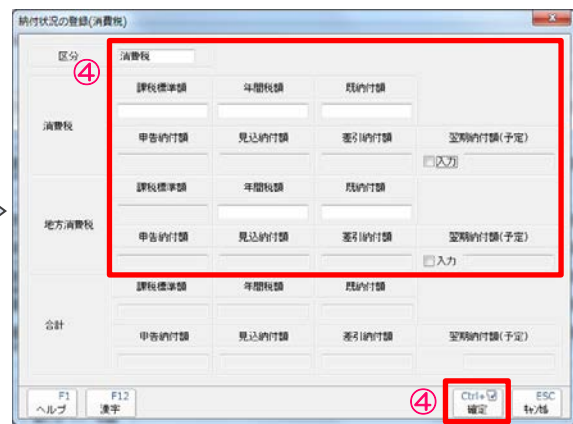 納付状況の登録(消費税)
区分
消費税
④
課税標準額 年間税額 既納付額
消費税
申告納付額 見込納付額 差引納付額 翌期納付額(予定)
入力
課税標準額 年間税額 既納付額
地方消費税
申告納付額 見込納付額 差引納付額 翌期納付額(予定)
入力
課税標準額 年間税額 既納付額
合計
申告納付額 見込納付額 差引納付額 翌期納付額(予定)
F1 F12 ④ Ctrl+ ESC
ヘルプ 漢字 確定 ｷｬﾝｾﾙ